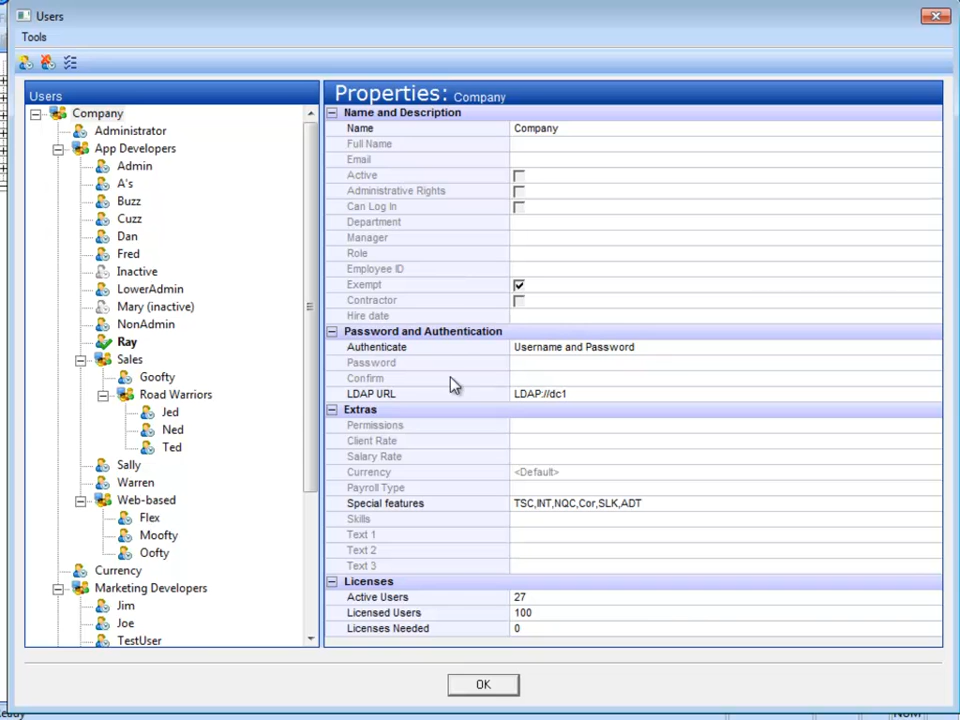 Users
Tools
Users
Company
Administrator
App Developers
Admin
A's
Buzz
Cuzz
Dan
Fred
Inactive
LowerAdmin
Mary (inactive)
NonAdmin
Ray
Sales
Goofty
Road Warriors
Jed
Ned
Ted
Sally
Warren
Web-based
Flex
Moofty
Oofty
Currency
Marketing Developers
Jim
Joe
TestUser
Properties: Company
Name and Description
Name Company
Full Name
Email
Active
Administrative Rights
Can Log In
Department
Manager
Role
Employee ID
Exempt
Contractor
Hire date
Password and Authentication
Authenticate Username and Password
Password
Confirm
LDAP URL LDAP://dc1
Extras
Permissions
Client Rate
Salary Rate
Currency <Default>
Payroll Type
Special features TSC,INT,NQC,Cor,SLK,ADT
Skills
Text 1
Text 2
Text 3
Licenses
Active Users 27
Licensed Users 100
Licenses Needed 0
OK